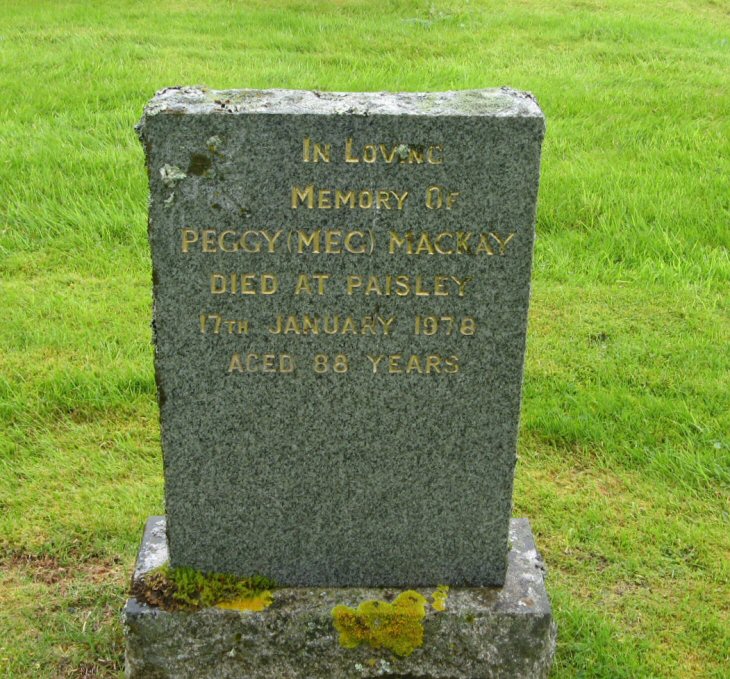 IN LOVING
MEMORY OF
PEGGY (MEG) MACKAY
DIED AT PAISLEY
17TH JANUARY 1978
AGED 88 YEARS